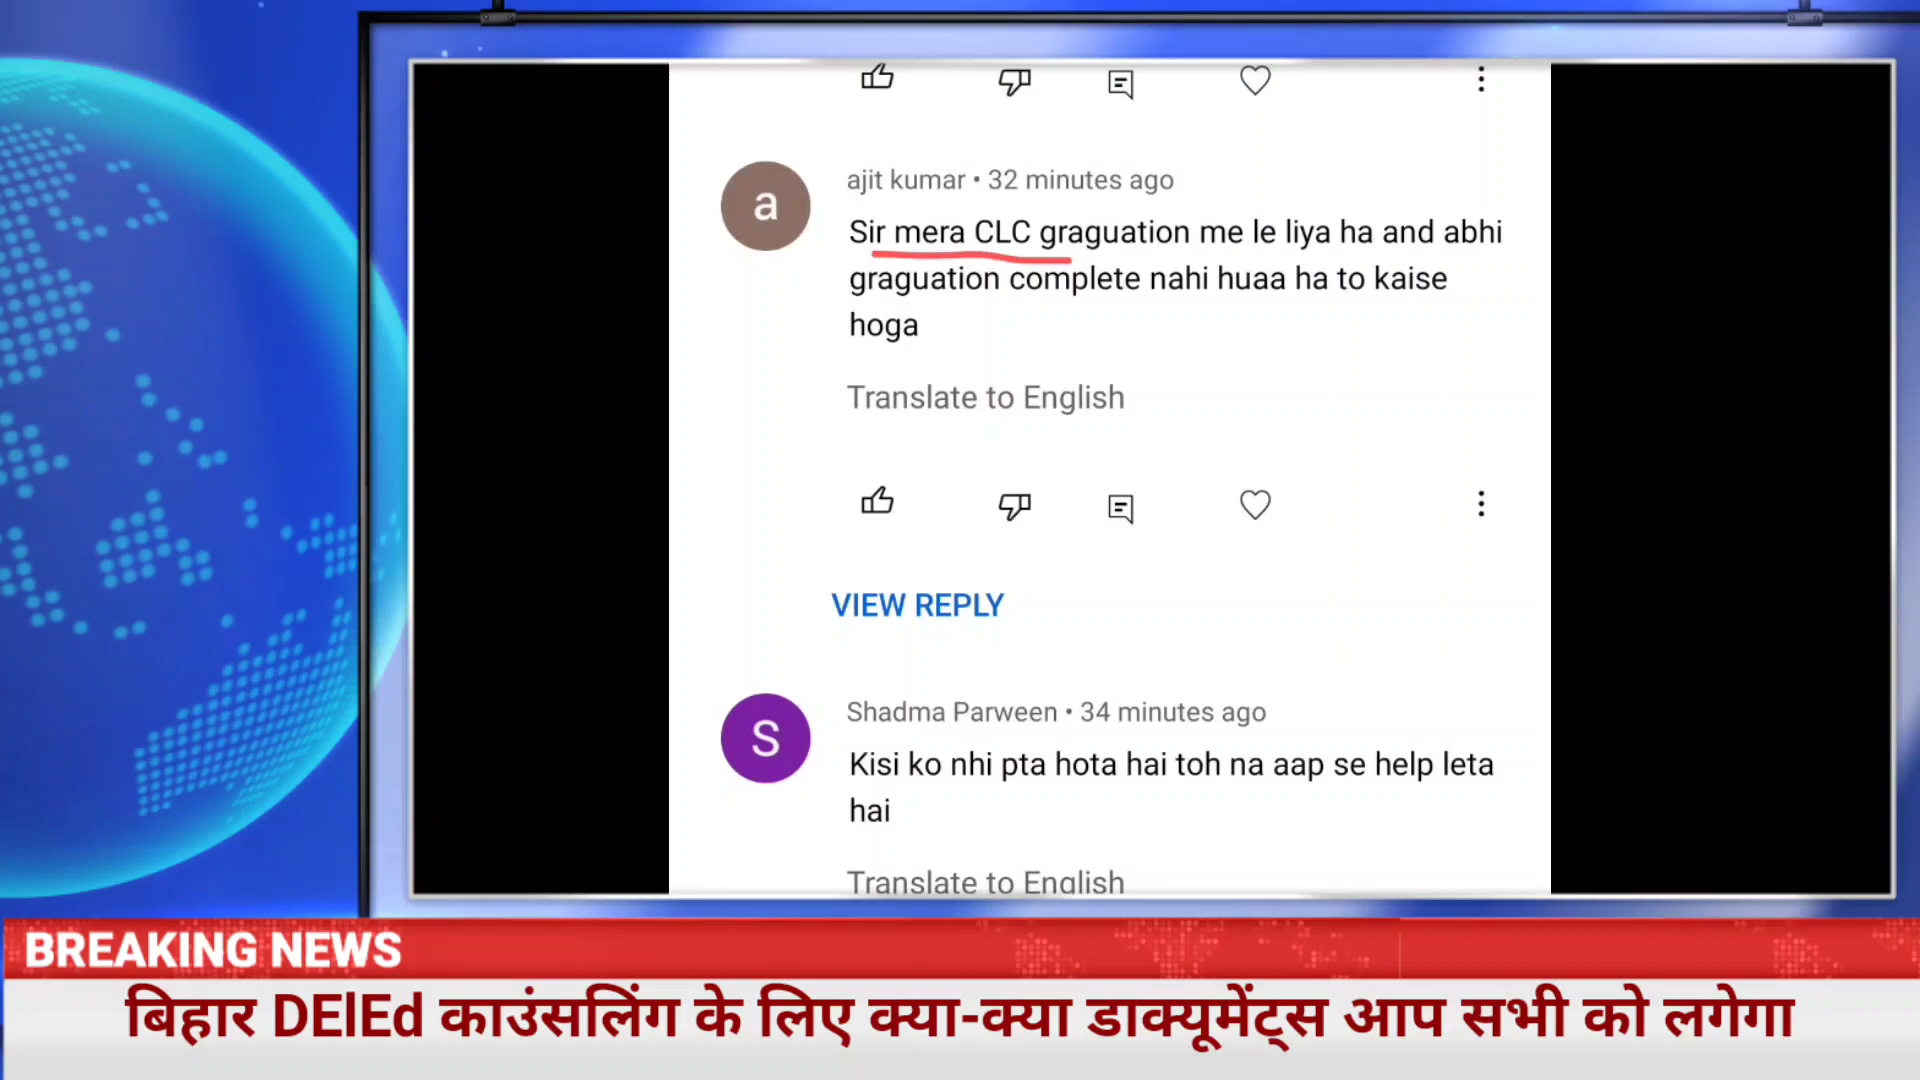 ajit kumar • 32 minutes ago
a
Sir mera CLC graguation me le liya ha and abhi
graguation complete nahi huaa ha to kaise
hoga
Translate to English
VIEW REPLY
Shadma Parween • 34 minutes ago
S
Kisi ko nhi pta hota hai toh na aap se help leta
hai
Translate to English
BREAKING NEWS
बिहार DElEd काउंसलिंग के लिए क्या-क्या डाक्यूमेंट्स आप सभी को लगेगा